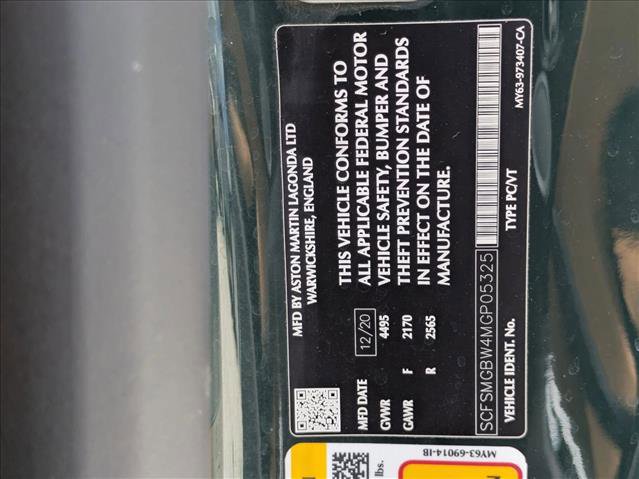 MFD BY ASTON MARTIN LAGONDA LTD
WARWICKSHIRE, ENGLAND
THIS VEHICLE CONFORMS TO
ALL APPLICABLE FEDERAL MOTOR
VEHICLE SAFETY, BUMPER AND
THEFT PREVENTION STANDARDS
IN EFFECT ON THE DATE OF
MANUFACTURE.
MFD DATE 12/20
GVWR 4495
GAWR F 2170
R 2565
SCFSMGBW4MGP05325
VEHICLE IDENT. No. TYPE PC/VT
MY63-973407-CA
MY63-69014-IB
lbs.